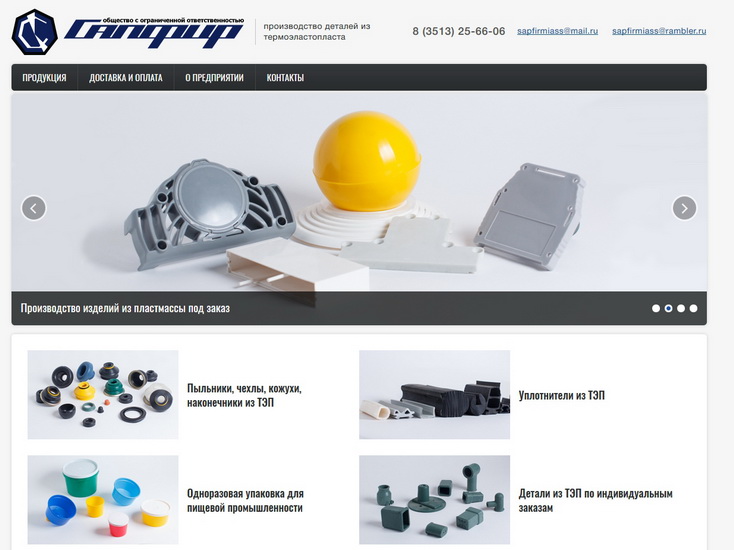 общество с ограниченной ответственностью
Сапфир
производство деталей из
термоэластопласта
8 (3513) 25-66-06
sapfirmiass@mail.ru
sapfirmiass@rambler.ru
ПРОДУКЦИЯ
ДОСТАВКА И ОПЛАТА
О ПРЕДПРИЯТИИ
КОНТАКТЫ
Производство изделий из пластмассы под заказ
Пыльники, чехлы, кожухи,
наконечники из ТЭП
Уплотнители из ТЭП
Одноразовая упаковка для
пищевой промышленности
Детали из ТЭП по индивидуальным
заказам